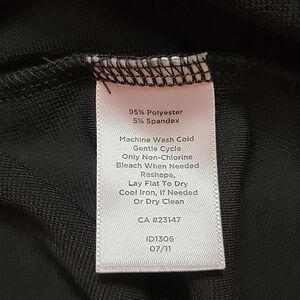 95% Polyester
5% Spandex
Machine Wash Cold
Gentle Cycle
Only Non-Chlorine
Bleach When Needed
Reshape,
Lay Flat To Dry
Cool Iron, If Needed
Or Dry Clean
CA #23147
ID1306
07/11